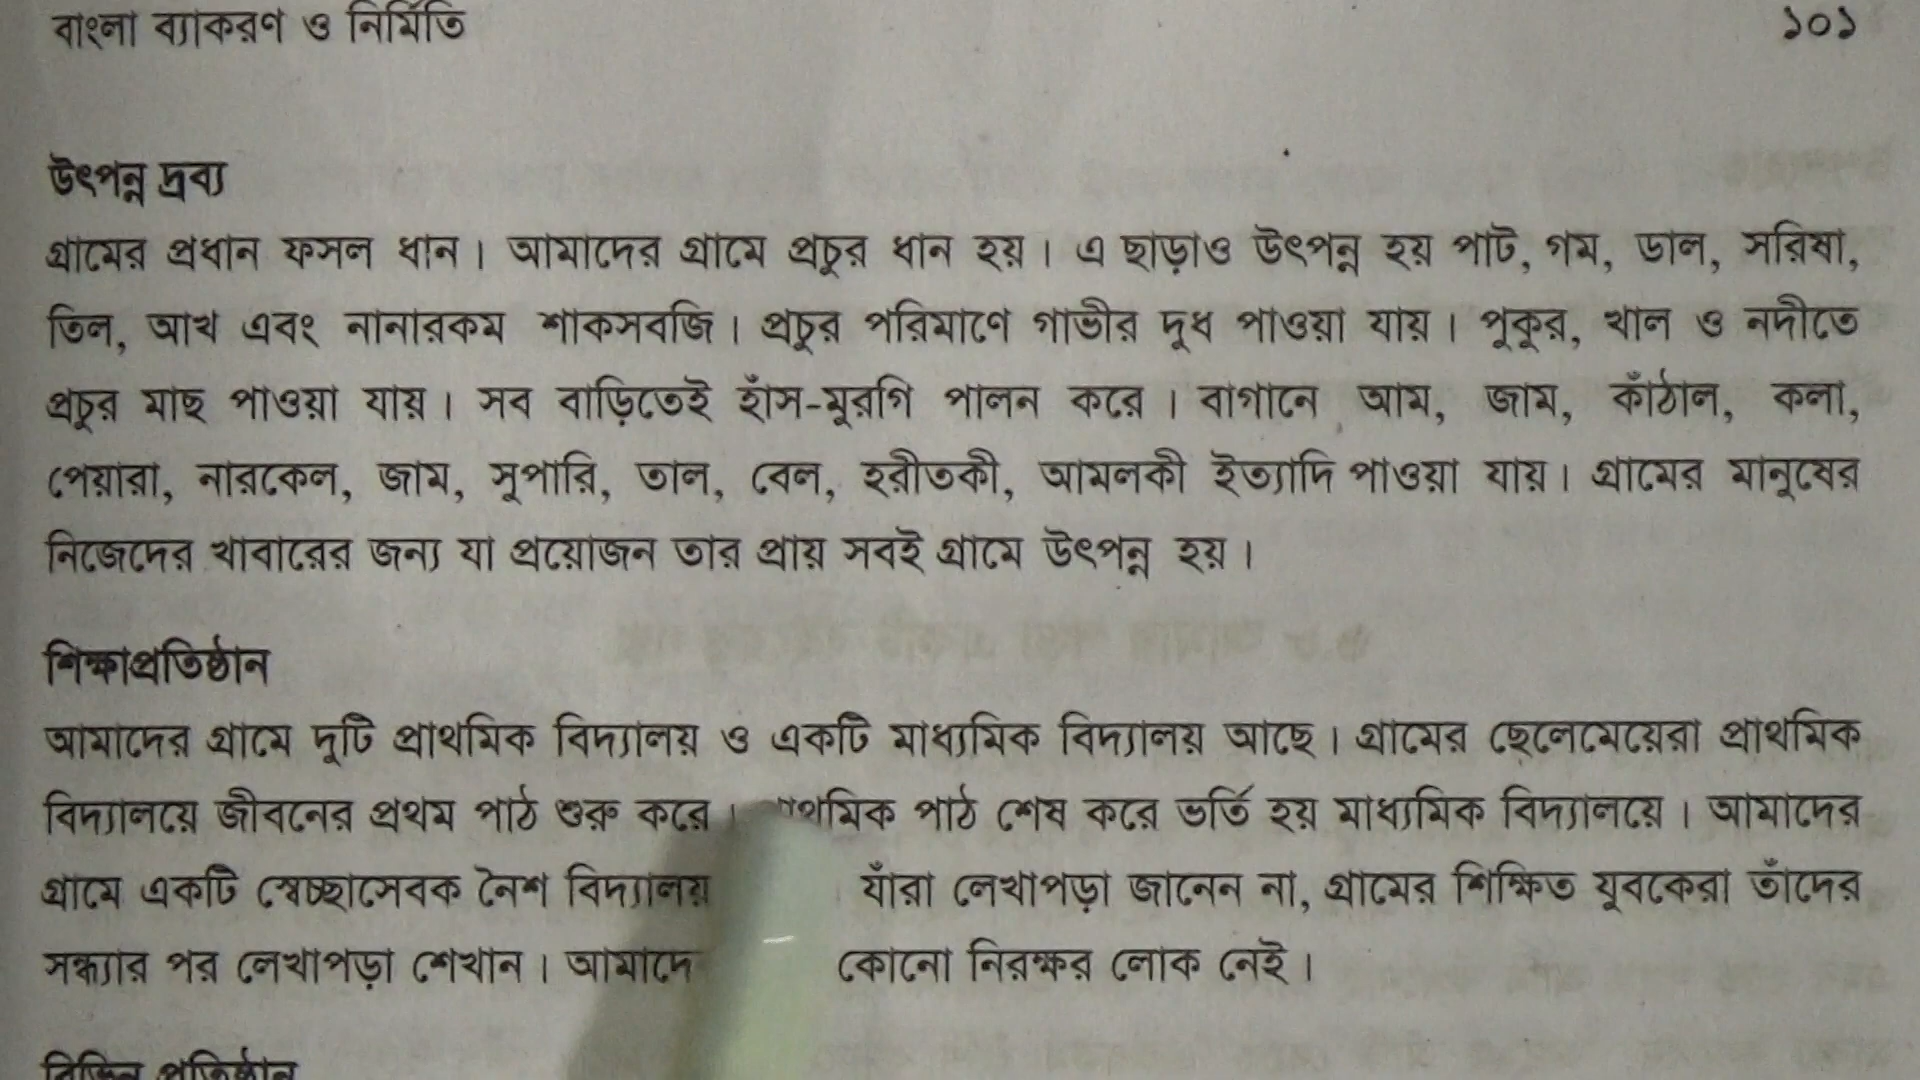 বাংলা ব্যাকরণ ও নির্মিতি ১০১
উৎপন্ন দ্রব্য
গ্রামের প্রধান ফসল ধান। আমাদের গ্রামে প্রচুর ধান হয়। এ ছাড়াও উৎপন্ন হয় পাট, গম, ডাল, সরিষা,
তিল, আখ এবং নানারকম শাকসবজি। প্রচুর পরিমাণে গাভীর দুধ পাওয়া যায়। পুকুর, খাল ও নদীতে
প্রচুর মাছ পাওয়া যায়। সব বাড়িতেই হাঁস-মুরগি পালন করে। বাগানে আম, জাম, কাঁঠাল, কলা,
পেয়ারা, নারকেল, জাম, সুপারি, তাল, বেল, হরীতকী, আমলকী ইত্যাদি পাওয়া যায়। গ্রামের মানুষের
নিজেদের খাবারের জন্য যা প্রয়োজন তার প্রায় সবই গ্রামে উৎপন্ন হয়।
শিক্ষাপ্রতিষ্ঠান
আমাদের গ্রামে দুটি প্রাথমিক বিদ্যালয় ও একটি মাধ্যমিক বিদ্যালয় আছে। গ্রামের ছেলেমেয়েরা প্রাথমিক
বিদ্যালয়ে জীবনের প্রথম পাঠ শুরু করে। পাঠ শেষ করে ভর্তি হয় মাধ্যমিক বিদ্যালয়ে। আমাদের
গ্রামে একটি স্বেচ্ছাসেবক নৈশ বিদ্যালয় যাঁরা লেখাপড়া জানেন না, গ্রামের শিক্ষিত যুবকেরা তাঁদের
সন্ধ্যার পর লেখাপড়া শেখান। কোনো নিরক্ষর লোক নেই।
বিভিন্ন প্রতিষ্ঠান